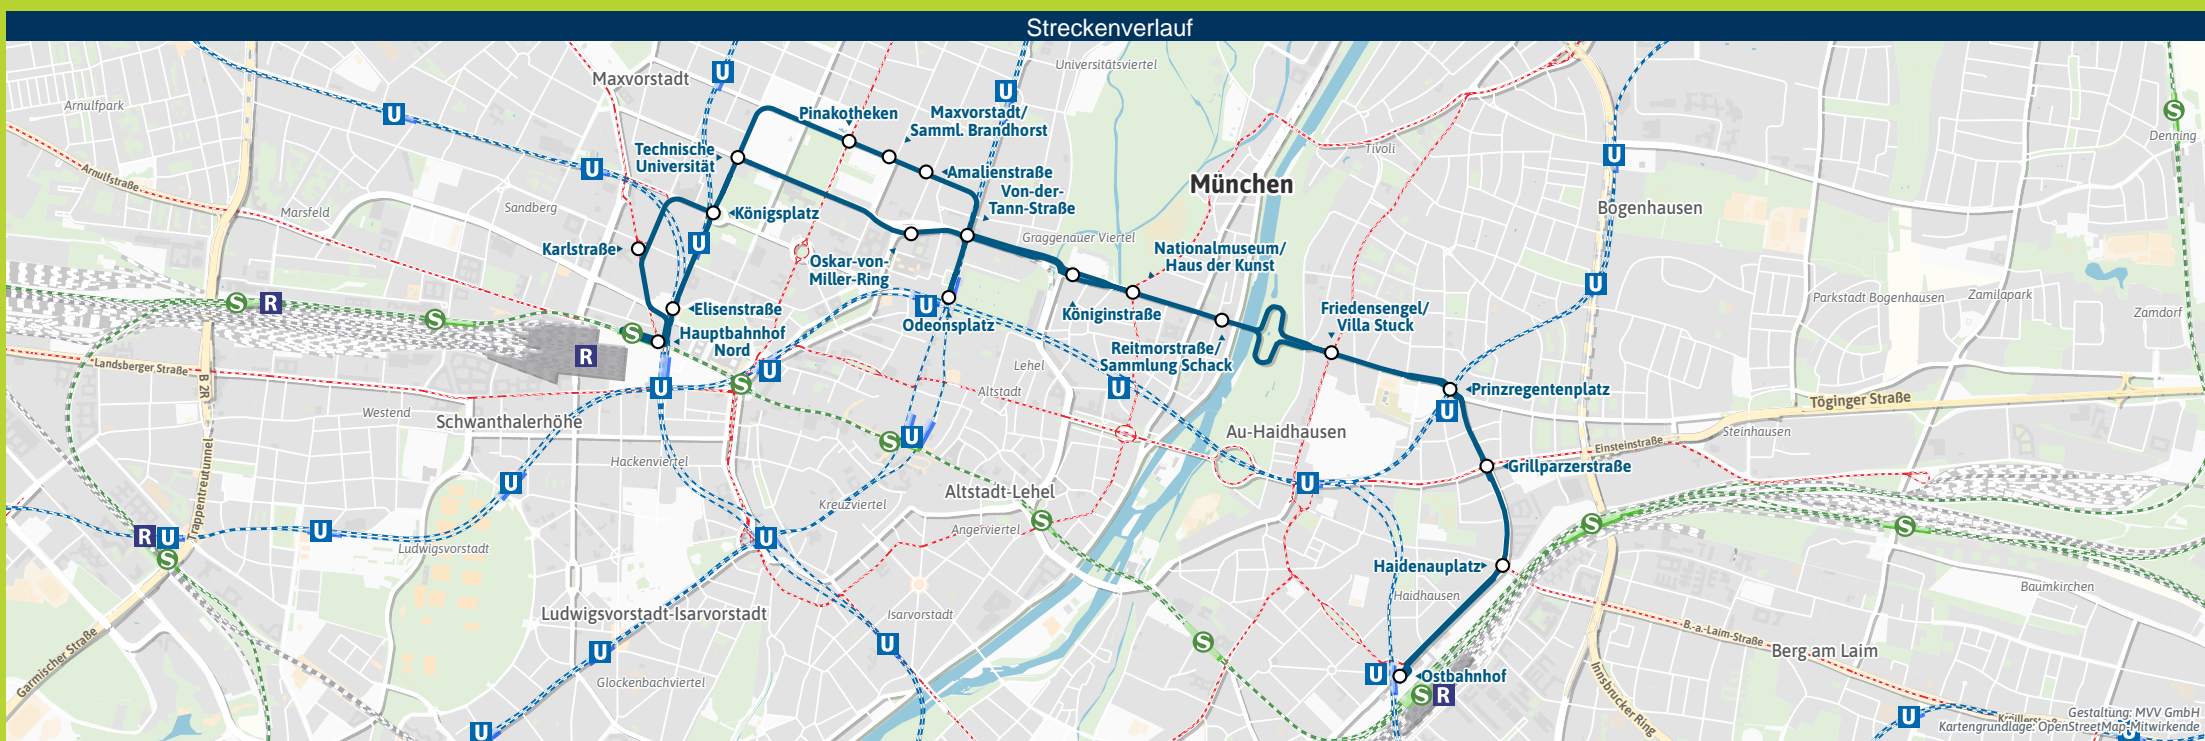 Streckenverlauf
Maxvorstadt
U
U
Universitätsviertel
Arnulfpark
U
Pinakotheken
Maxvorstadt/
Samml. Brandhorst
S
Denning
Technische
Universität
Tivoli
U
U
Amalienstraße
Arnulfstraße
München
Von-der-
Tann-Straße
Marsfeld
Sandberg
Königsplatz
Bogenhausen
Karlstraße
U
Graggenauer Viertel
Nationalmuseum/
Haus der Kunst
Oskar-von-
Miller-Ring
S
R
U
U
Elisenstraße
Odeonsplatz
Königinstraße
Friedensengel/
Villa Stuck
Parkstadt Bogenhausen
Zamilapark
Zamdorf
S
S
Hauptbahnhof
Nord
R
Reitmorstraße/
Sammlung Schack
Landsberger Straße
B 2R
Lehel
Altstadt
U
U
S
U
Prinzregentenplatz
U
Töginger Straße
Westend
Schwanthalerhöhe
Au-Haidhausen
Steinhausen
Einsteinstraße
S
U
Hackenviertel
Grillparzerstraße
U
U
Altstadt-Lehel
Kreuzviertel
Trappentreutunnel
Angerviertel
S
S
S
R
U
U
U
Ludwigsvorstadt
S
Haidenauplatz
Haidhausen
Baumkirchen
Ludwigsvorstadt-Isarvorstadt
Isarvorstadt
B.-a.-Laim-Straße
U
U
S
Berg am Laim
Garmischer Straße
Glockenbachviertel
U
Ostbahnhof
S
R
Innsbrucker Ring
U
U
Gestaltung: MVV GmbH
Kartengrundlage: OpenStreetMap-Mitwirkende
U